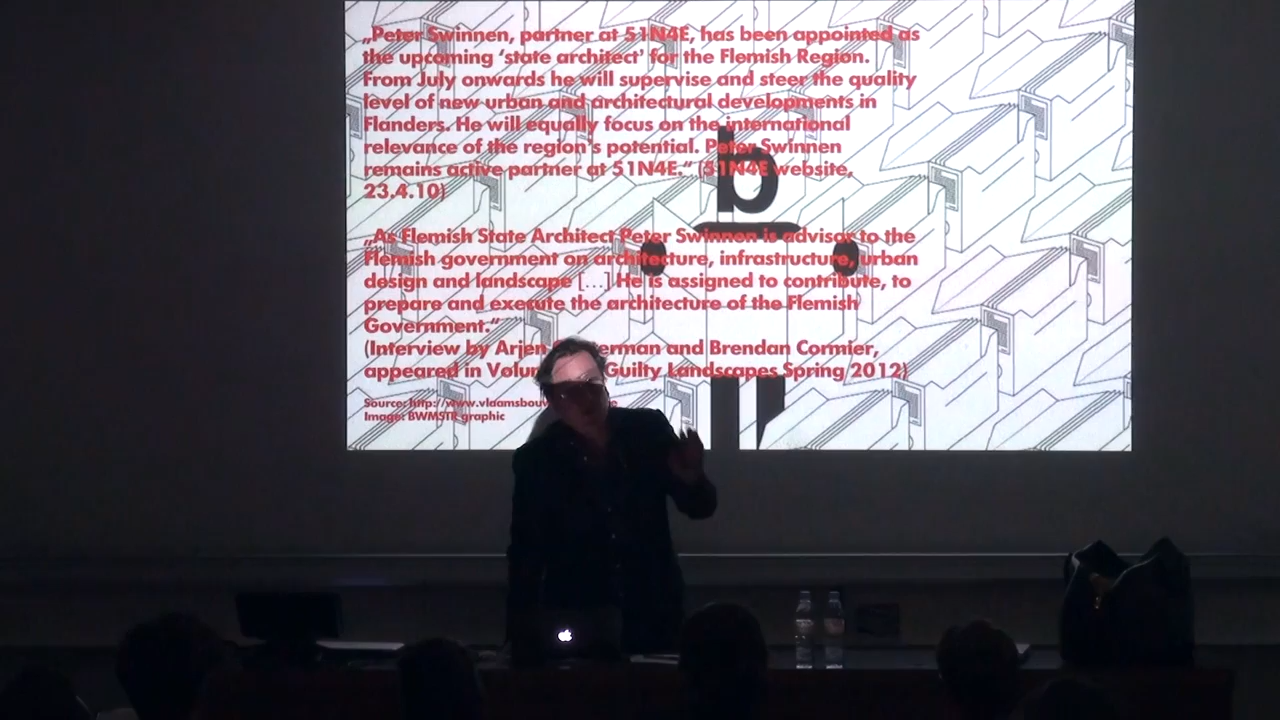 „Peter Swinnen, partner at 51N4E, has been appointed as
the upcoming ‘state architect’ for the Flemish Region.
From July onwards he will supervise and steer the quality
level of new urban and architectural developments in
Flanders. He will equally focus on the international
relevance of the region’s potential. Peter Swinnen
remains active partner at 51N4E.“ (51N4E website,
23.4.10)
b
„As Flemish State Architect Peter Swinnen is advisor to the
Flemish government on architecture, infrastructure, urban
design and landscape [...] He is assigned to contribute, to
prepare and execute the architecture of the Flemish
Government.“
(Interview by Arjen and Brendan Cormier,
appeared in Guilty Landscapes Spring 2012)
Source: http://www.vlaamsbouv
Image: BWMSTR graphic